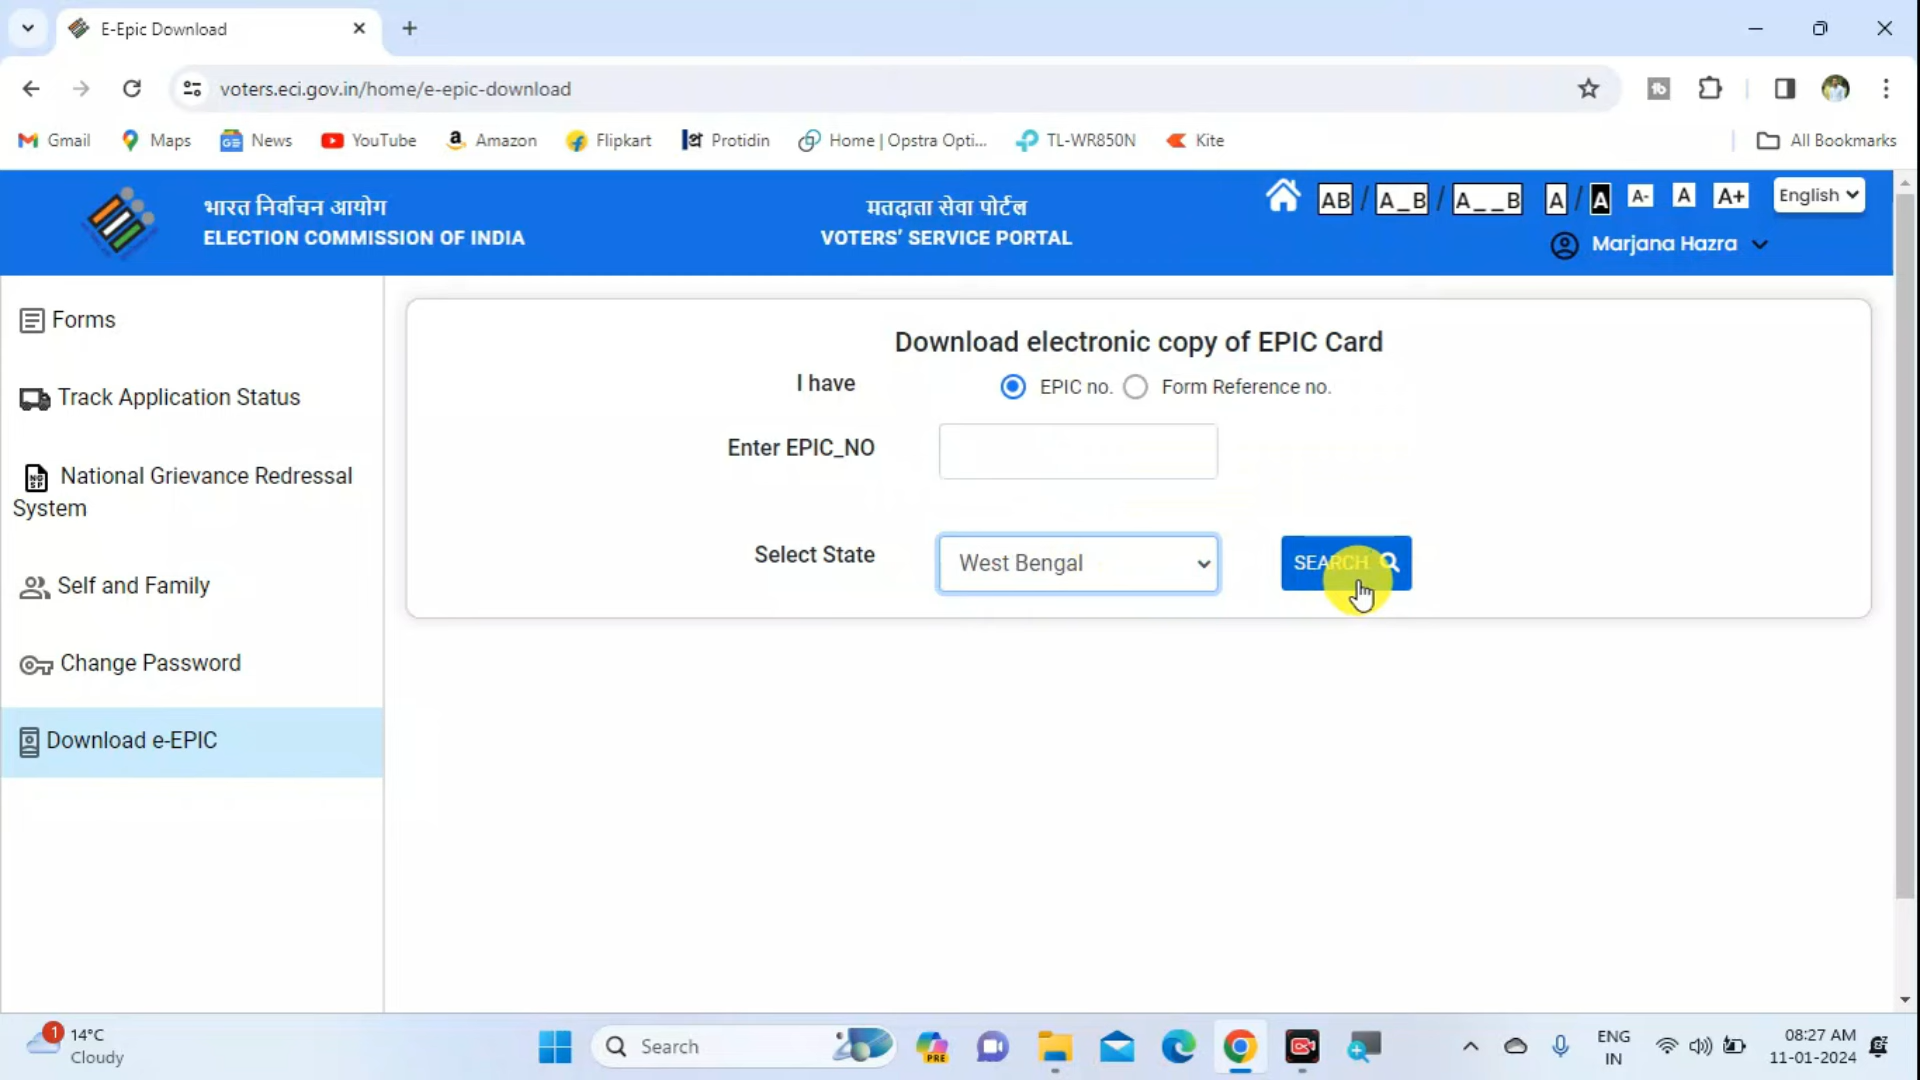 E-Epic Download
voters.eci.gov.in/home/e-epic-download
Gmail Maps News YouTube Amazon Flipkart Protidin Home | Opstra Opti... TL-WR850N Kite All Bookmarks
भारत निर्वाचन आयोग
ELECTION COMMISSION OF INDIA
मतदाता सेवा पोर्टल
VOTERS' SERVICE PORTAL
AB / A_B / A__B A / A A- A A+ English
Marjana Hazra
Forms
Track Application Status
National Grievance Redressal
System
Self and Family
Change Password
Download e-EPIC
Download electronic copy of EPIC Card
I have EPIC no. Form Reference no.
Enter EPIC_NO
Select State West Bengal SEARCH
1 14°C
Cloudy
Search
PRE
ENG
IN
08:27 AM
11-01-2024